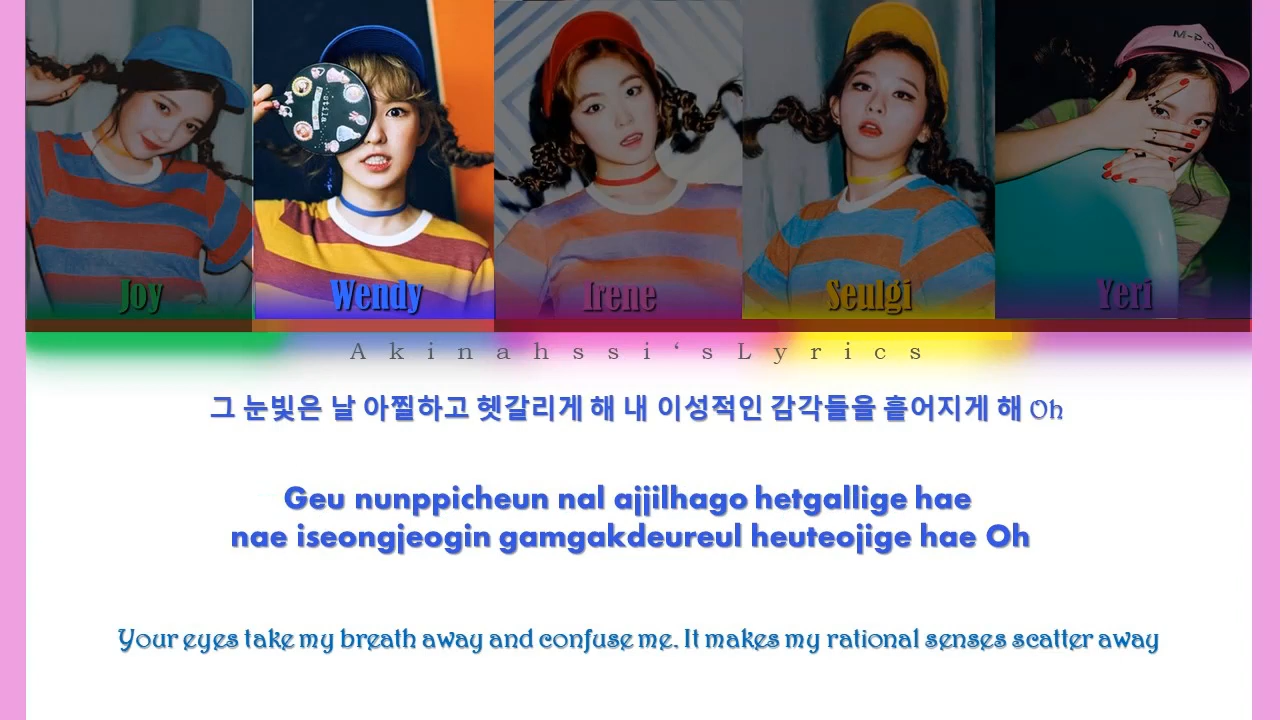 M-P-d
Joy
Wendy
Irene
Seulgi
Yeri
Akinahssi‘sLyrics
그 눈빛은 날 아찔하고 헷갈리게 해 내 이성적인 감각들을 흩어지게 해 Oh
Geu nunppicheun nal ajjilhago hetgallige hae
nae iseongjeogin gamgakdeureul heuteojige hae Oh
Your eyes take my breath away and confuse me. It makes my rational senses scatter away